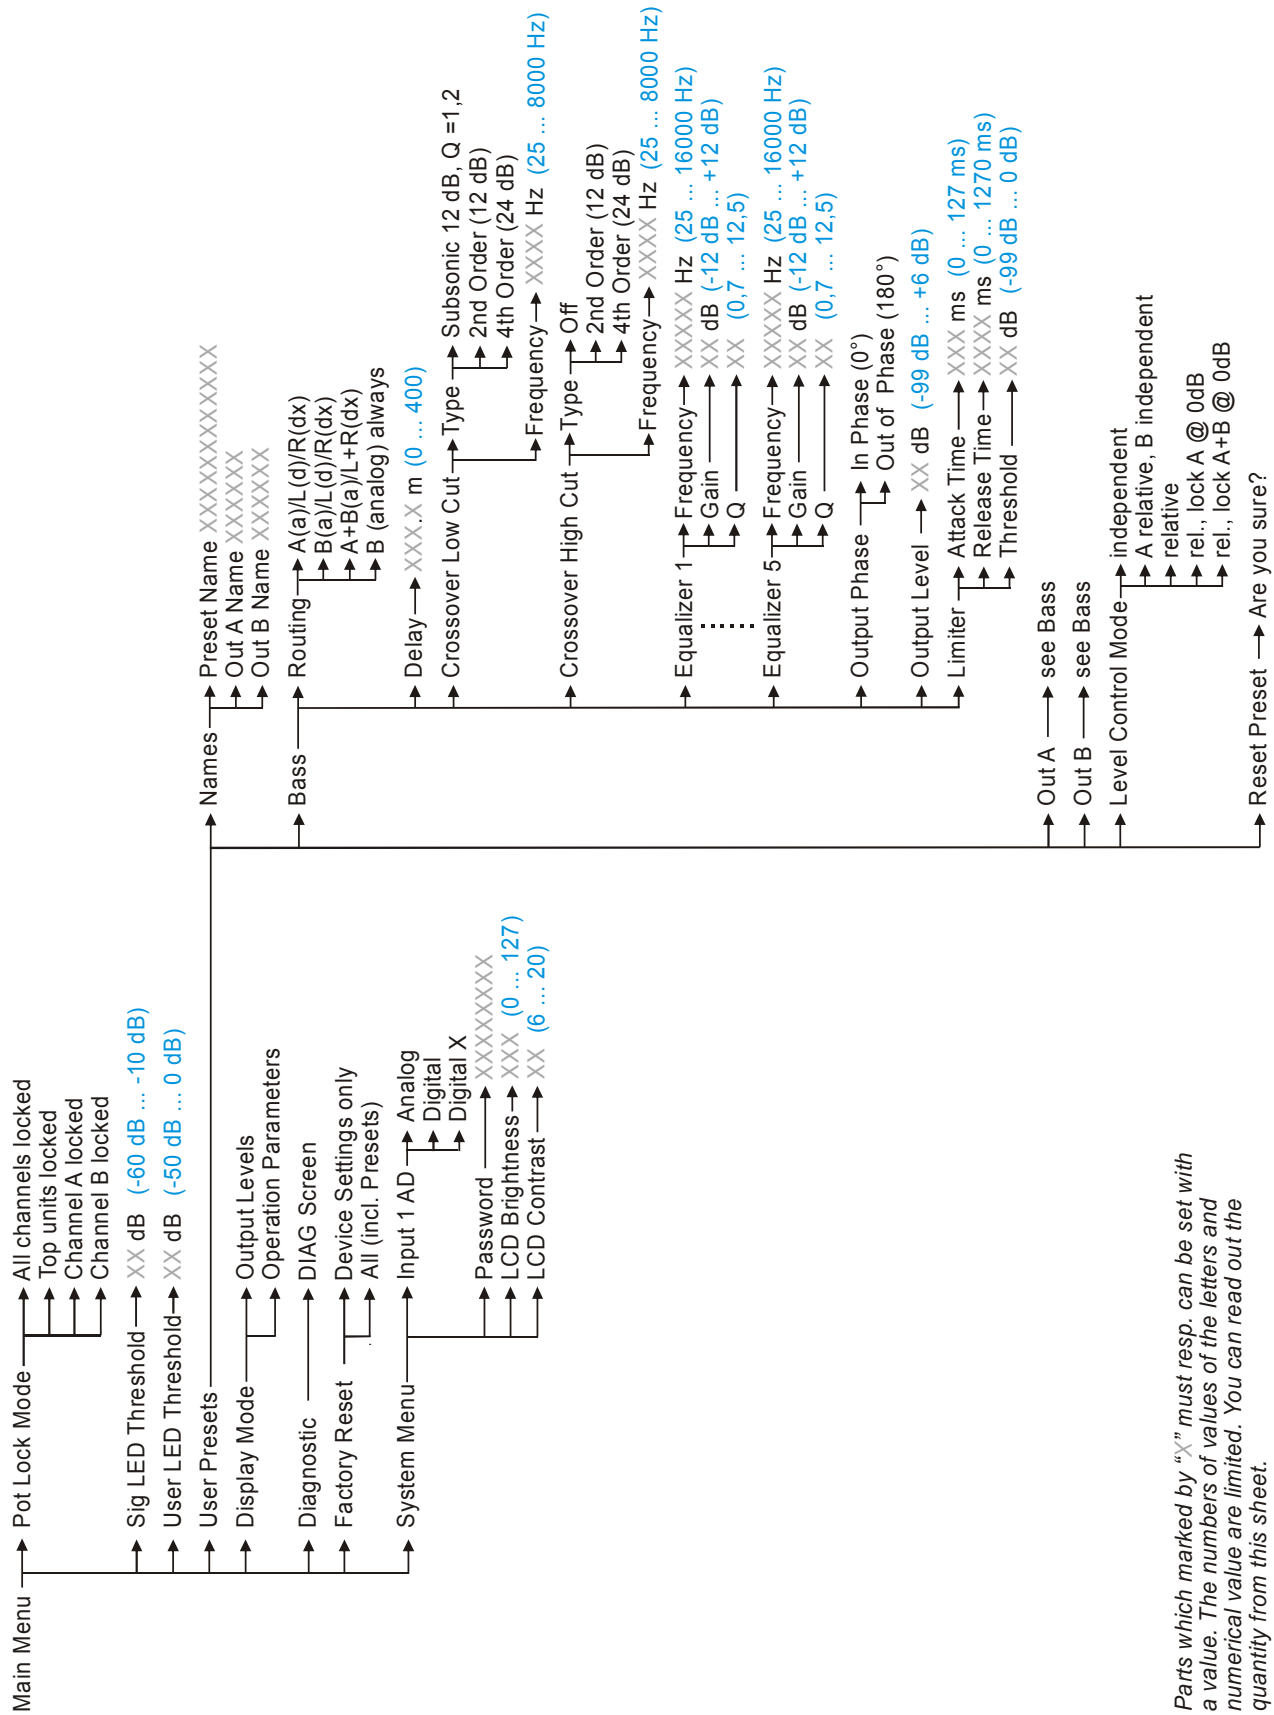 Main Menu
Pot Lock Mode
All channels locked
Top units locked
Channel A locked
Channel B locked
Sig LED Threshold XX dB (-60 dB ... -10 dB)
User LED Threshold XX dB (-50 dB ... 0 dB)
User Presets
Names
Preset Name XXXXXXXXXXXXXX
Out A Name XXXXXX
Out B Name XXXXXX
Bass
Routing
A(a)/L(d)/R(dx)
B(a)/L(d)/R(dx)
A+B(a)/L+R(dx)
B (analog) always
Delay XXX.X m (0 ... 400)
Crossover Low Cut
Type
Subsonic 12 dB, Q =1,2
2nd Order (12 dB)
4th Order (24 dB)
Frequency XXXX Hz (25 ... 8000 Hz)
Crossover High Cut
Type
Off
2nd Order (12 dB)
4th Order (24 dB)
Frequency XXXX Hz (25 ... 8000 Hz)
Equalizer 1
Frequency XXXXX Hz (25 ... 16000 Hz)
Gain XX dB (-12 dB ... +12 dB)
Q XX (0,7 ... 12,5)
Equalizer 5
Frequency XXXXX Hz (25 ... 16000 Hz)
Gain XX dB (-12 dB ... +12 dB)
Q XX (0,7 ... 12,5)
Output Phase
In Phase (0°)
Out of Phase (180°)
Output Level XX dB (-99 dB ... +6 dB)
Limiter
Attack Time XXX ms (0 ... 127 ms)
Release Time XXXX ms (0 ... 1270 ms)
Threshold XX dB (-99 dB ... 0 dB)
Out A see Bass
Out B see Bass
Level Control Mode
independent
A relative, B independent
relative
rel., lock A @ 0dB
rel., lock A+B @ 0dB
Reset Preset Are you sure?
Display Mode
Output Levels
Operation Parameters
Diagnostic DIAG Screen
Factory Reset
Device Settings only
All (incl. Presets)
System Menu
Input 1 AD
Analog
Digital
Digital X
Password XXXXXXXX
LCD Brightness XXX (0 ... 127)
LCD Contrast XX (6 ... 20)
Parts which marked by “X” must resp. can be set with
a value. The numbers of values of the letters and
numerical value are limited. You can read out the
quantity from this sheet.